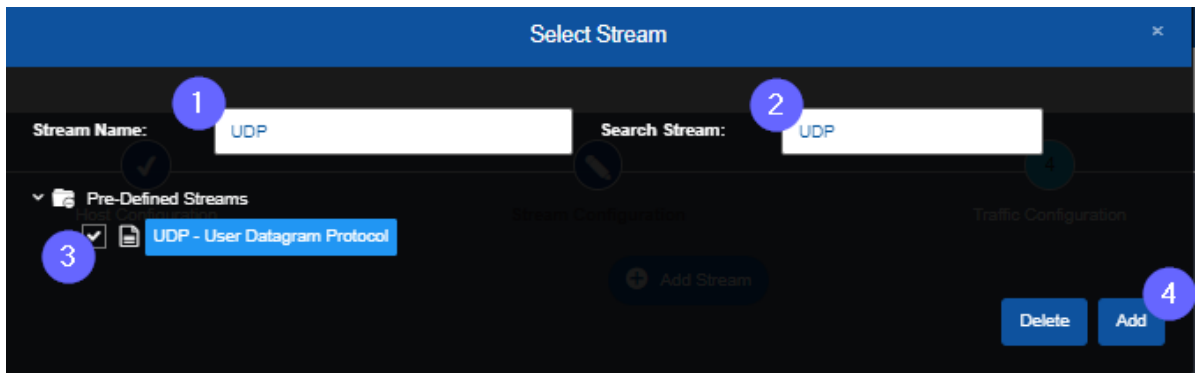 Select Stream ×
1 2
Stream Name: UDP Search Stream: UDP
4
Pre-Defined Streams
Host Configuration Stream Configuration Traffic Configuration
3 UDP - User Datagram Protocol
Add Stream
4
Delete Add